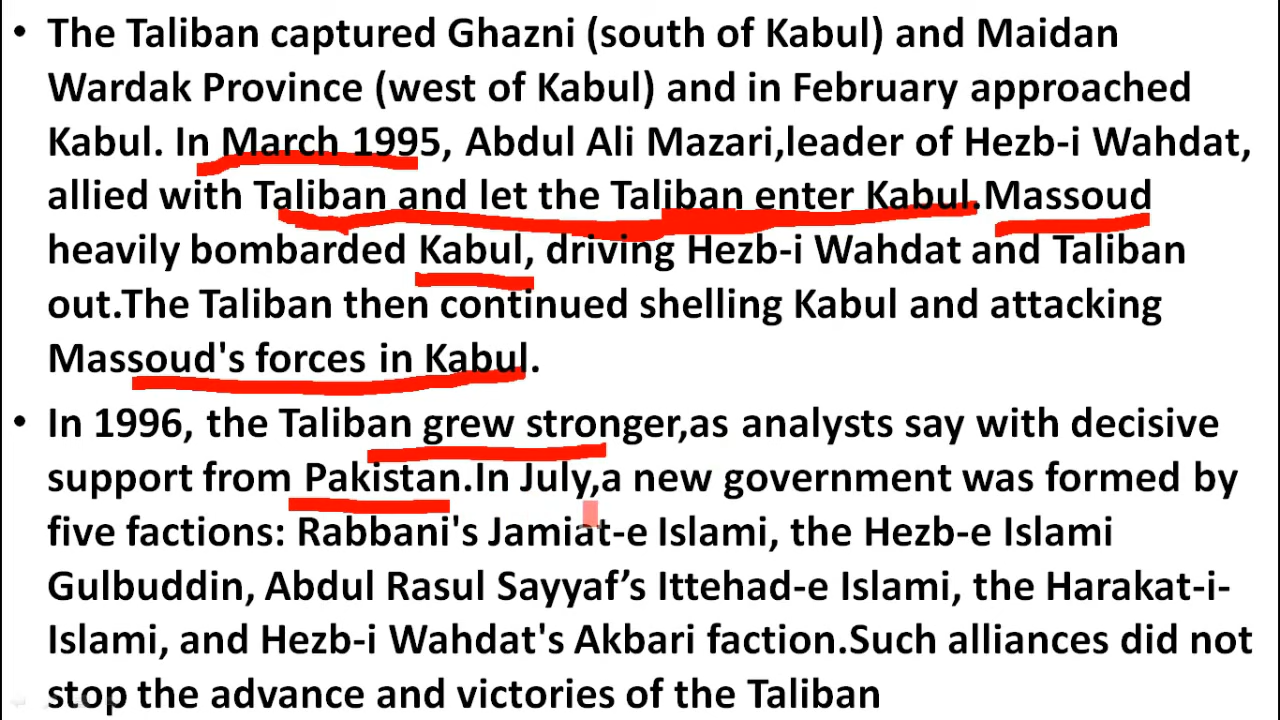 • The Taliban captured Ghazni (south of Kabul) and Maidan
Wardak Province (west of Kabul) and in February approached
Kabul. In March 1995, Abdul Ali Mazari,leader of Hezb-i Wahdat,
allied with Taliban and let the Taliban enter Kabul.Massoud
heavily bombarded Kabul, driving Hezb-i Wahdat and Taliban
out.The Taliban then continued shelling Kabul and attacking
Massoud's forces in Kabul.
• In 1996, the Taliban grew stronger,as analysts say with decisive
support from Pakistan.In July,a new government was formed by
five factions: Rabbani's Jamiat-e Islami, the Hezb-e Islami
Gulbuddin, Abdul Rasul Sayyaf’s Ittehad-e Islami, the Harakat-i-
Islami, and Hezb-i Wahdat's Akbari faction.Such alliances did not
stop the advance and victories of the Taliban